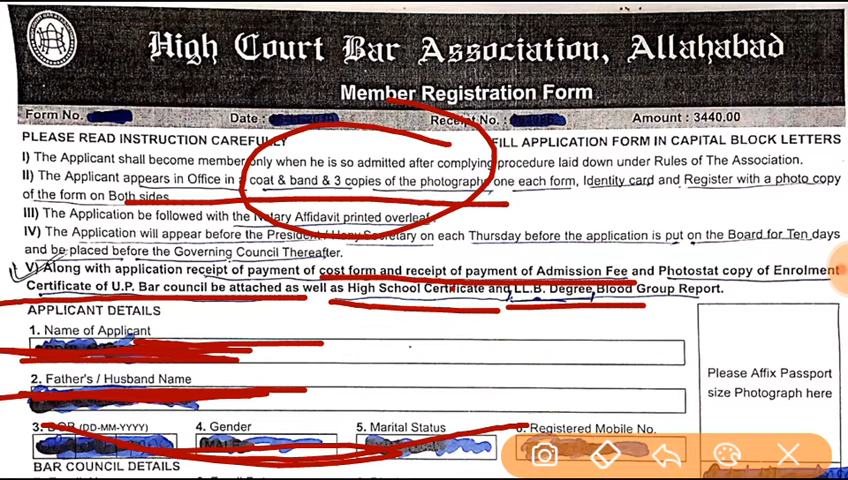 High Court Bar Association, Allahabad
Member Registration Form
Form No. Date : Receipt No. : Amount : 3440.00
PLEASE READ INSTRUCTION CAREFULLY FILL APPLICATION FORM IN CAPITAL BLOCK LETTERS
I) The Applicant shall become member only when he is so admitted after complying procedure laid down under Rules of The Association.
II) The Applicant appears in Office in a coat & band & 3 copies of the photograph one each form, Identity card and Register with a photo copy
of the form on Both sides
III) The Application be followed with the Notary Affidavit printed overleaf.
IV) The Application will appear before the President / Hony Secretary on each Thursday before the application is put on the Board for Ten days
and be placed before the Governing Council Thereafter.
V) Along with application receipt of payment of cost form and receipt of payment of Admission Fee and Photostat copy of Enrolment
Certificate of U.P. Bar council be attached as well as High School Certificate and LL.B. Degree Blood Group Report.
APPLICANT DETAILS
1. Name of Applicant
Please Affix Passport
size Photograph here
2. Father's / Husband Name
3. DOB (DD-MM-YYYY) 4. Gender 5. Marital Status 6. Registered Mobile No.
BAR COUNCIL DETAILS